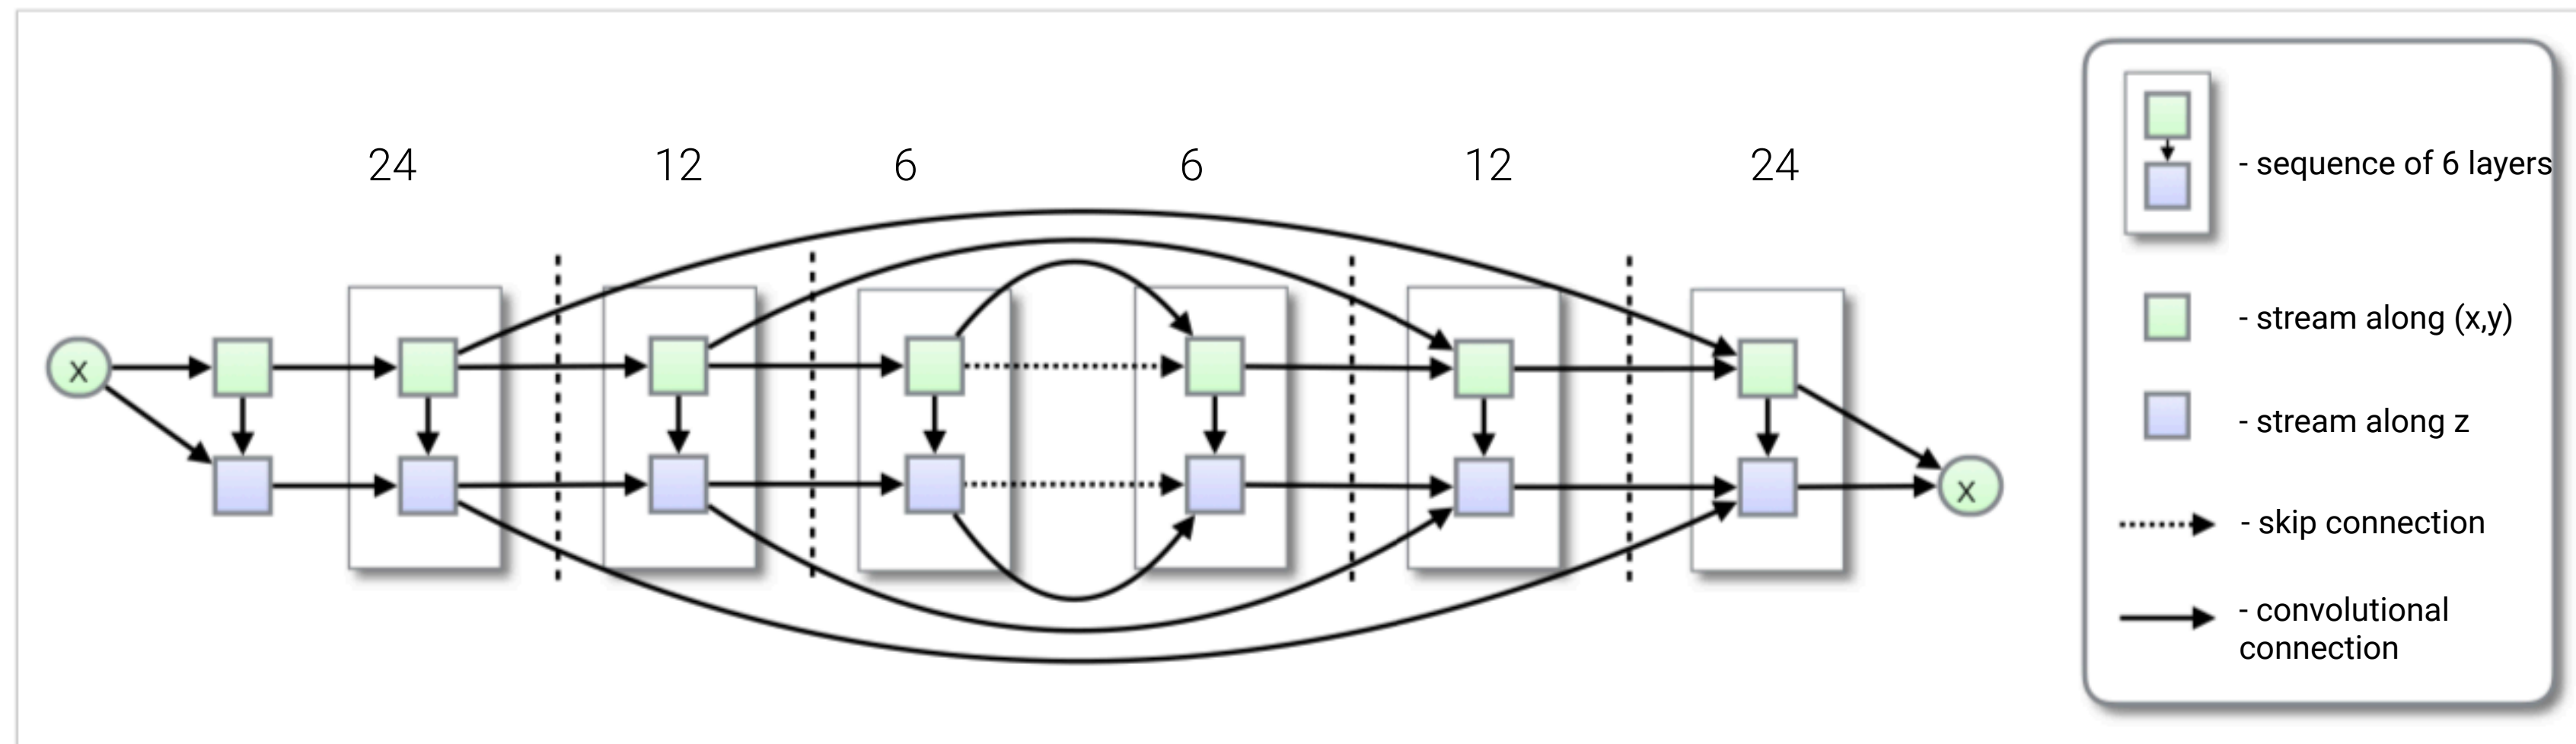 24 12 6 6 12 24
x
x
- sequence of 6 layers
- stream along (x,y)
- stream along z
- skip connection
- convolutional
connection